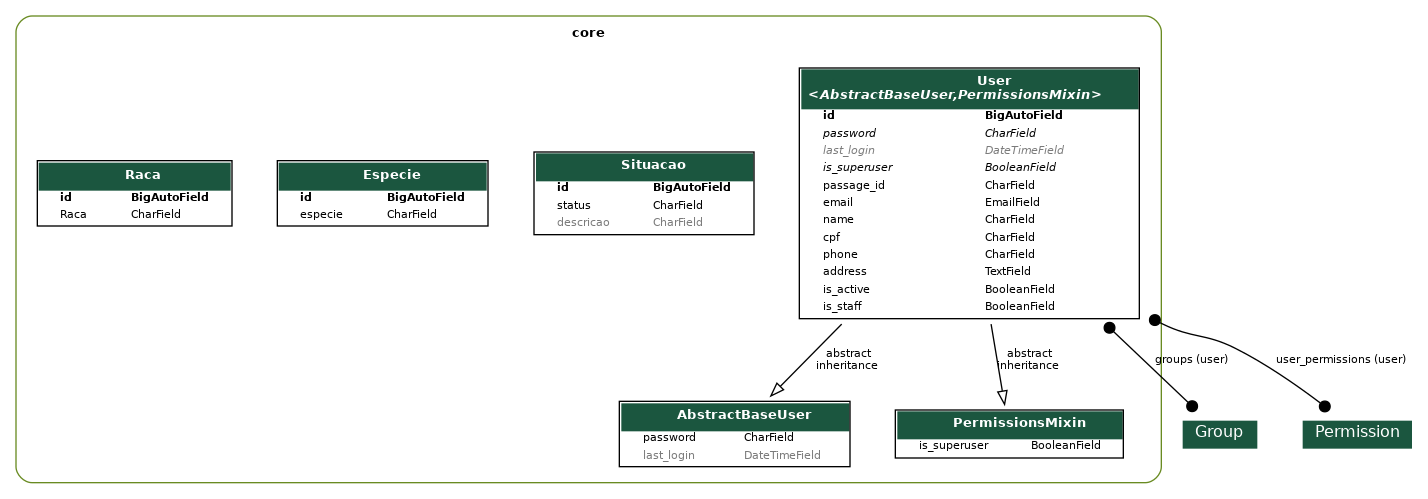 core
Raca
id BigAutoField
Raca CharField
Especie
id BigAutoField
especie CharField
Situacao
id BigAutoField
status CharField
descricao CharField
User
<AbstractBaseUser,PermissionsMixin>
id BigAutoField
password CharField
last_login DateTimeField
is_superuser BooleanField
passage_id CharField
email EmailField
name CharField
cpf CharField
phone CharField
address TextField
is_active BooleanField
is_staff BooleanField
abstract
inheritance
abstract
inheritance
groups (user)
user_permissions (user)
AbstractBaseUser
password CharField
last_login DateTimeField
PermissionsMixin
is_superuser BooleanField
Group
Permission